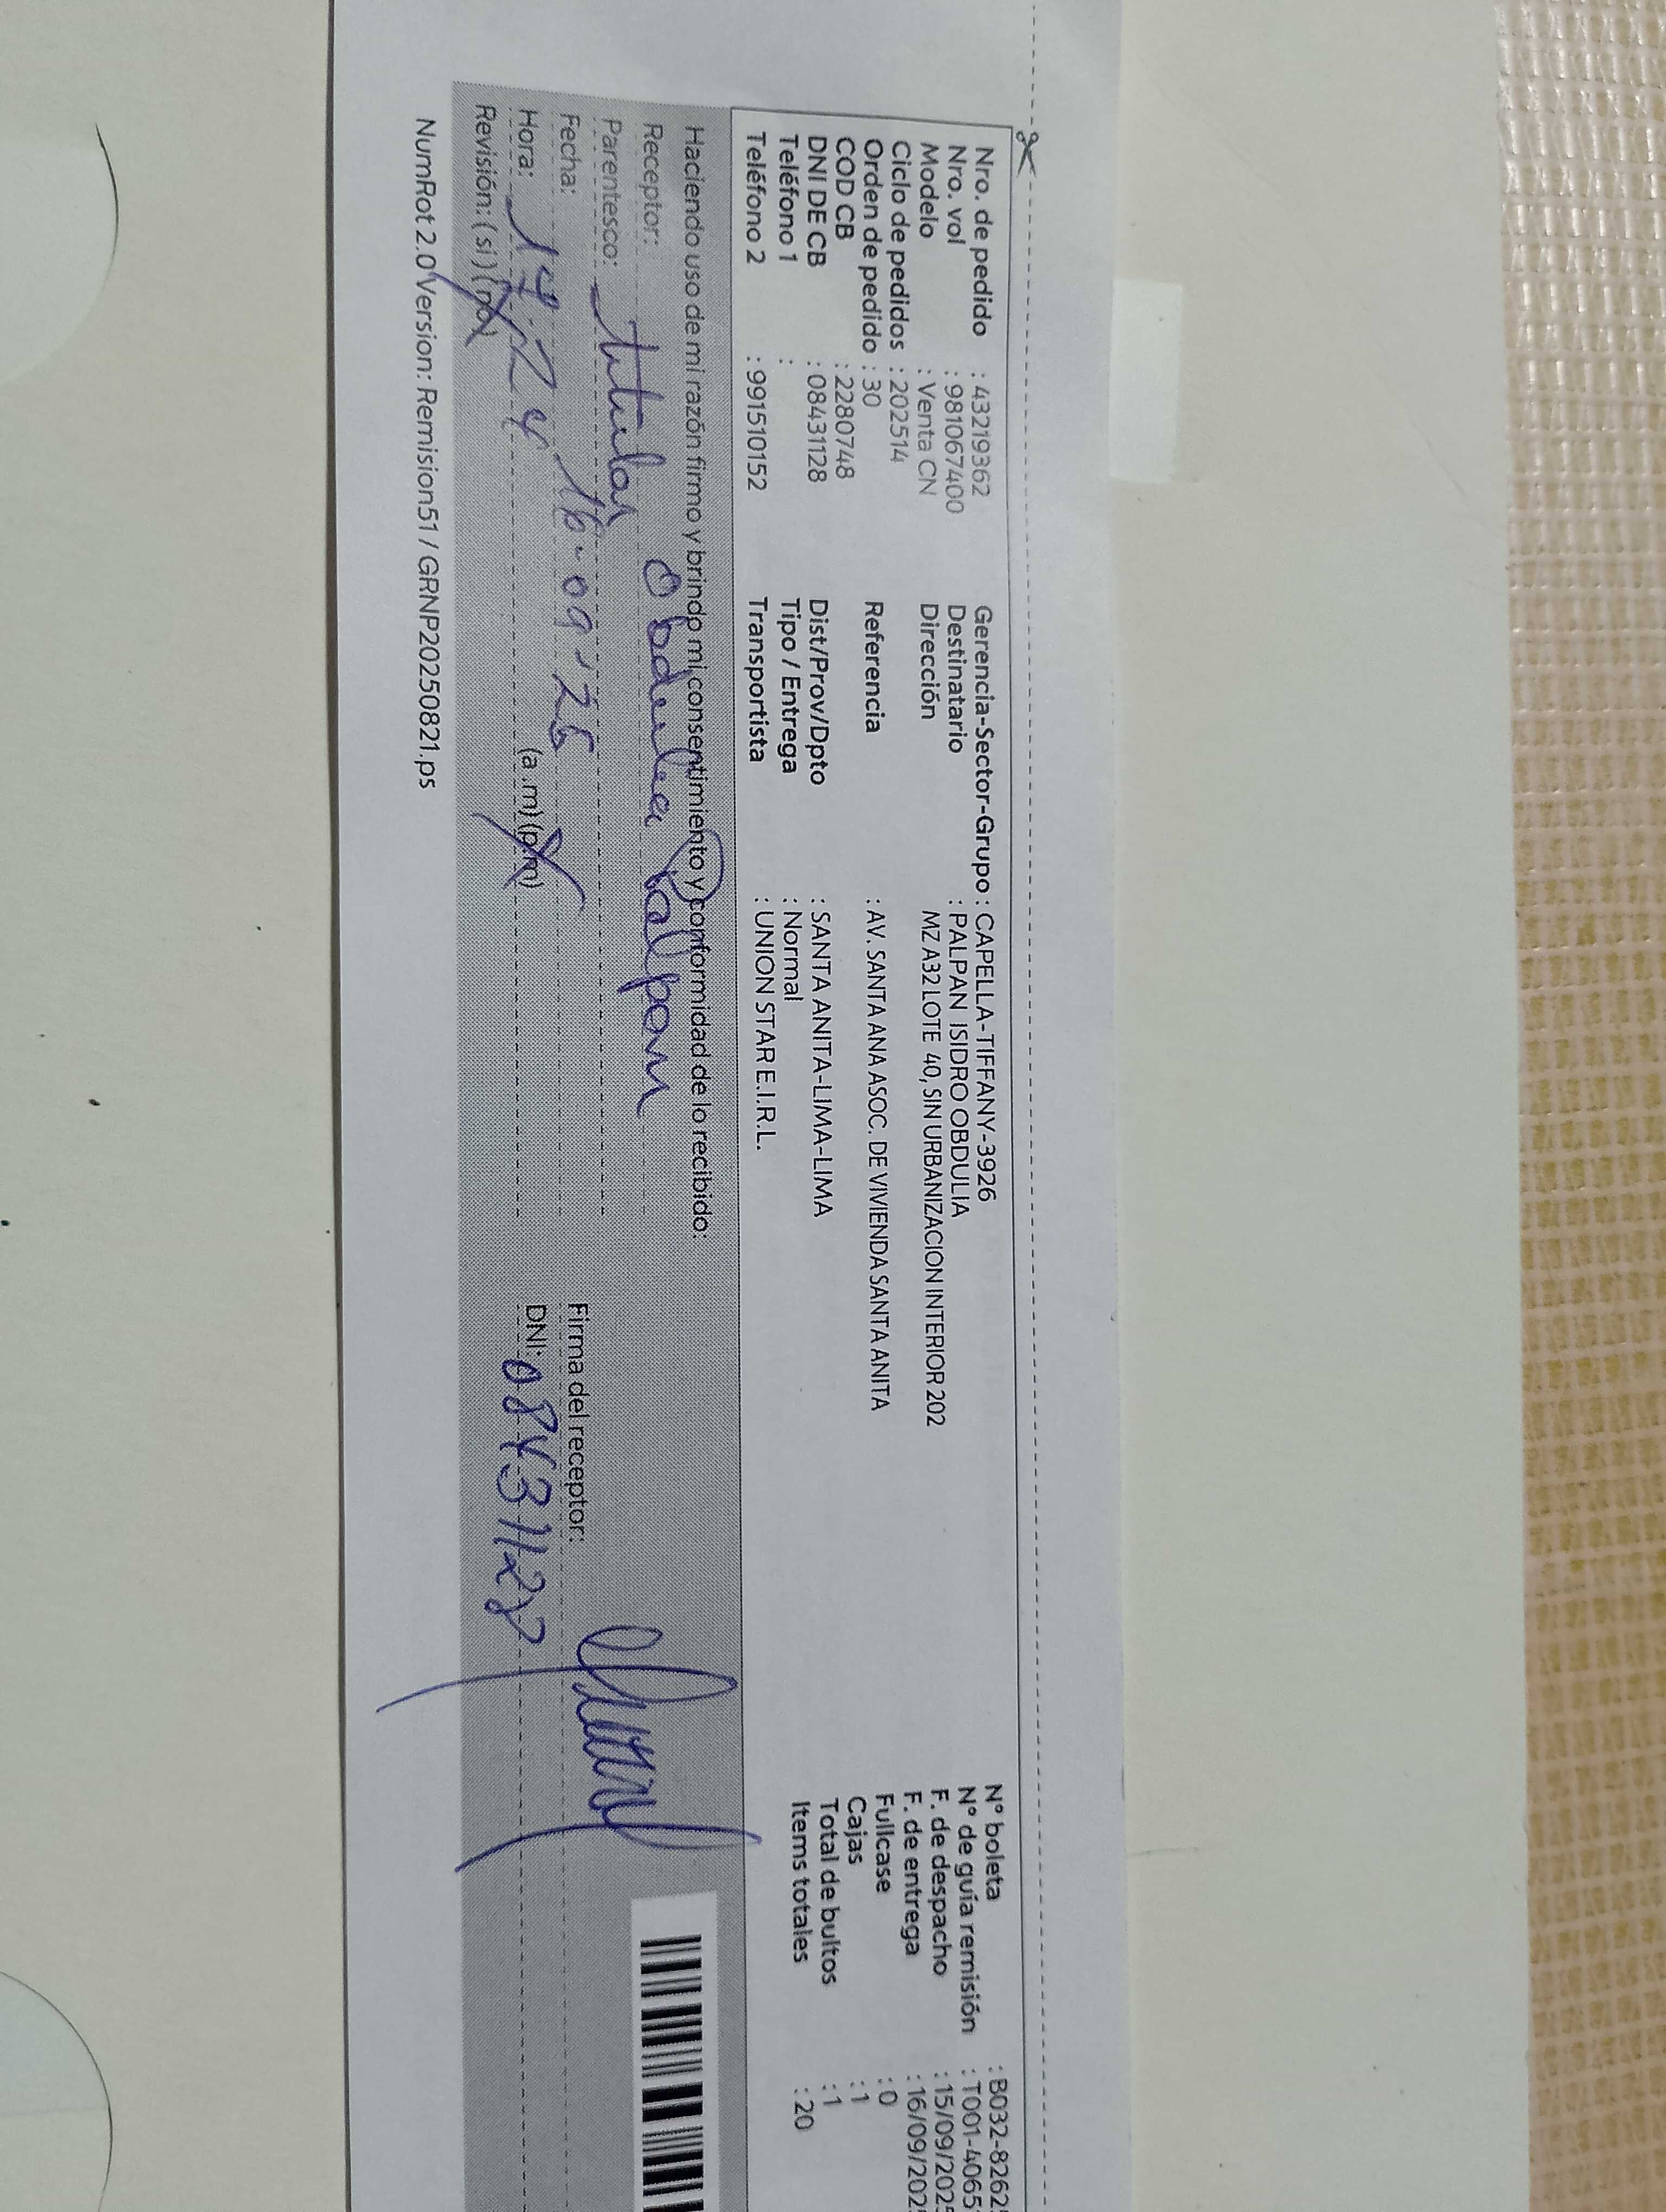 Nro. de pedido : 43219362
Nro. vol : 981067400
Modelo : Venta CN
Ciclo de pedidos : 202514
Orden de pedido : 30
COD CB : 2280748
DNI DE CB : 08431128
Teléfono 1 :
Teléfono 2 : 991510152
Gerencia-Sector-Grupo : CAPELLA-TIFFANY-3926
Destinatario : PALPAN ISIDRO OBDULIA
Dirección MZ A32 LOTE 40, SIN URBANIZACION INTERIOR 202
Referencia : AV. SANTA ANA ASOC. DE VIVIENDA SANTA ANITA
Dist/Prov/Dpto : SANTA ANITA-LIMA-LIMA
Tipo / Entrega : Normal
Transportista : UNION STAR E.I.R.L.
N° boleta : B032-8262
N° de guía remisión : T001-4065
F. de despacho : 15/09/2025
F. de entrega : 16/09/202
Fullcase : 0
Cajas : 1
Total de bultos : 1
Items totales : 20
Haciendo uso de mi razón firmo y brindo mi consentimiento y conformidad de lo recibido:
Receptor: Obdulia Palpan
Parentesco: titular
Fecha: 16-09-25
Hora: 14:24 (a.m) (p.m)
Revisión: (si) (no)
Firma del receptor:
DNI: 08431128
NumRot 2.0 Version: Remision51 / GRNP20250821.ps